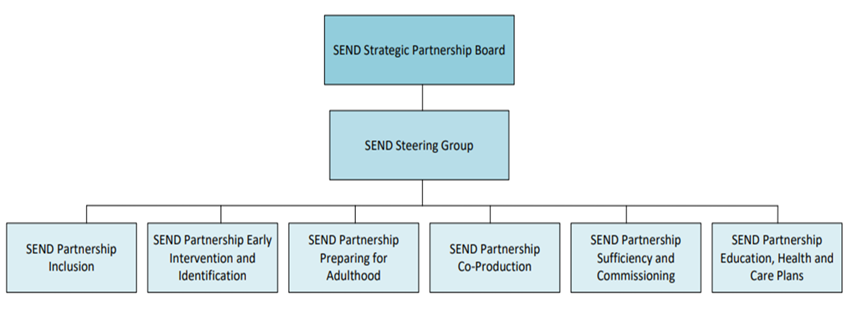 SEND Strategic Partnership Board
SEND Steering Group
SEND Partnership
Inclusion
SEND Partnership Early
Intervention and
Identification
SEND Partnership
Preparing for
Adulthood
SEND Partnership
Co-Production
SEND Partnership
Sufficiency and
Commissioning
SEND Partnership
Education, Health and
Care Plans